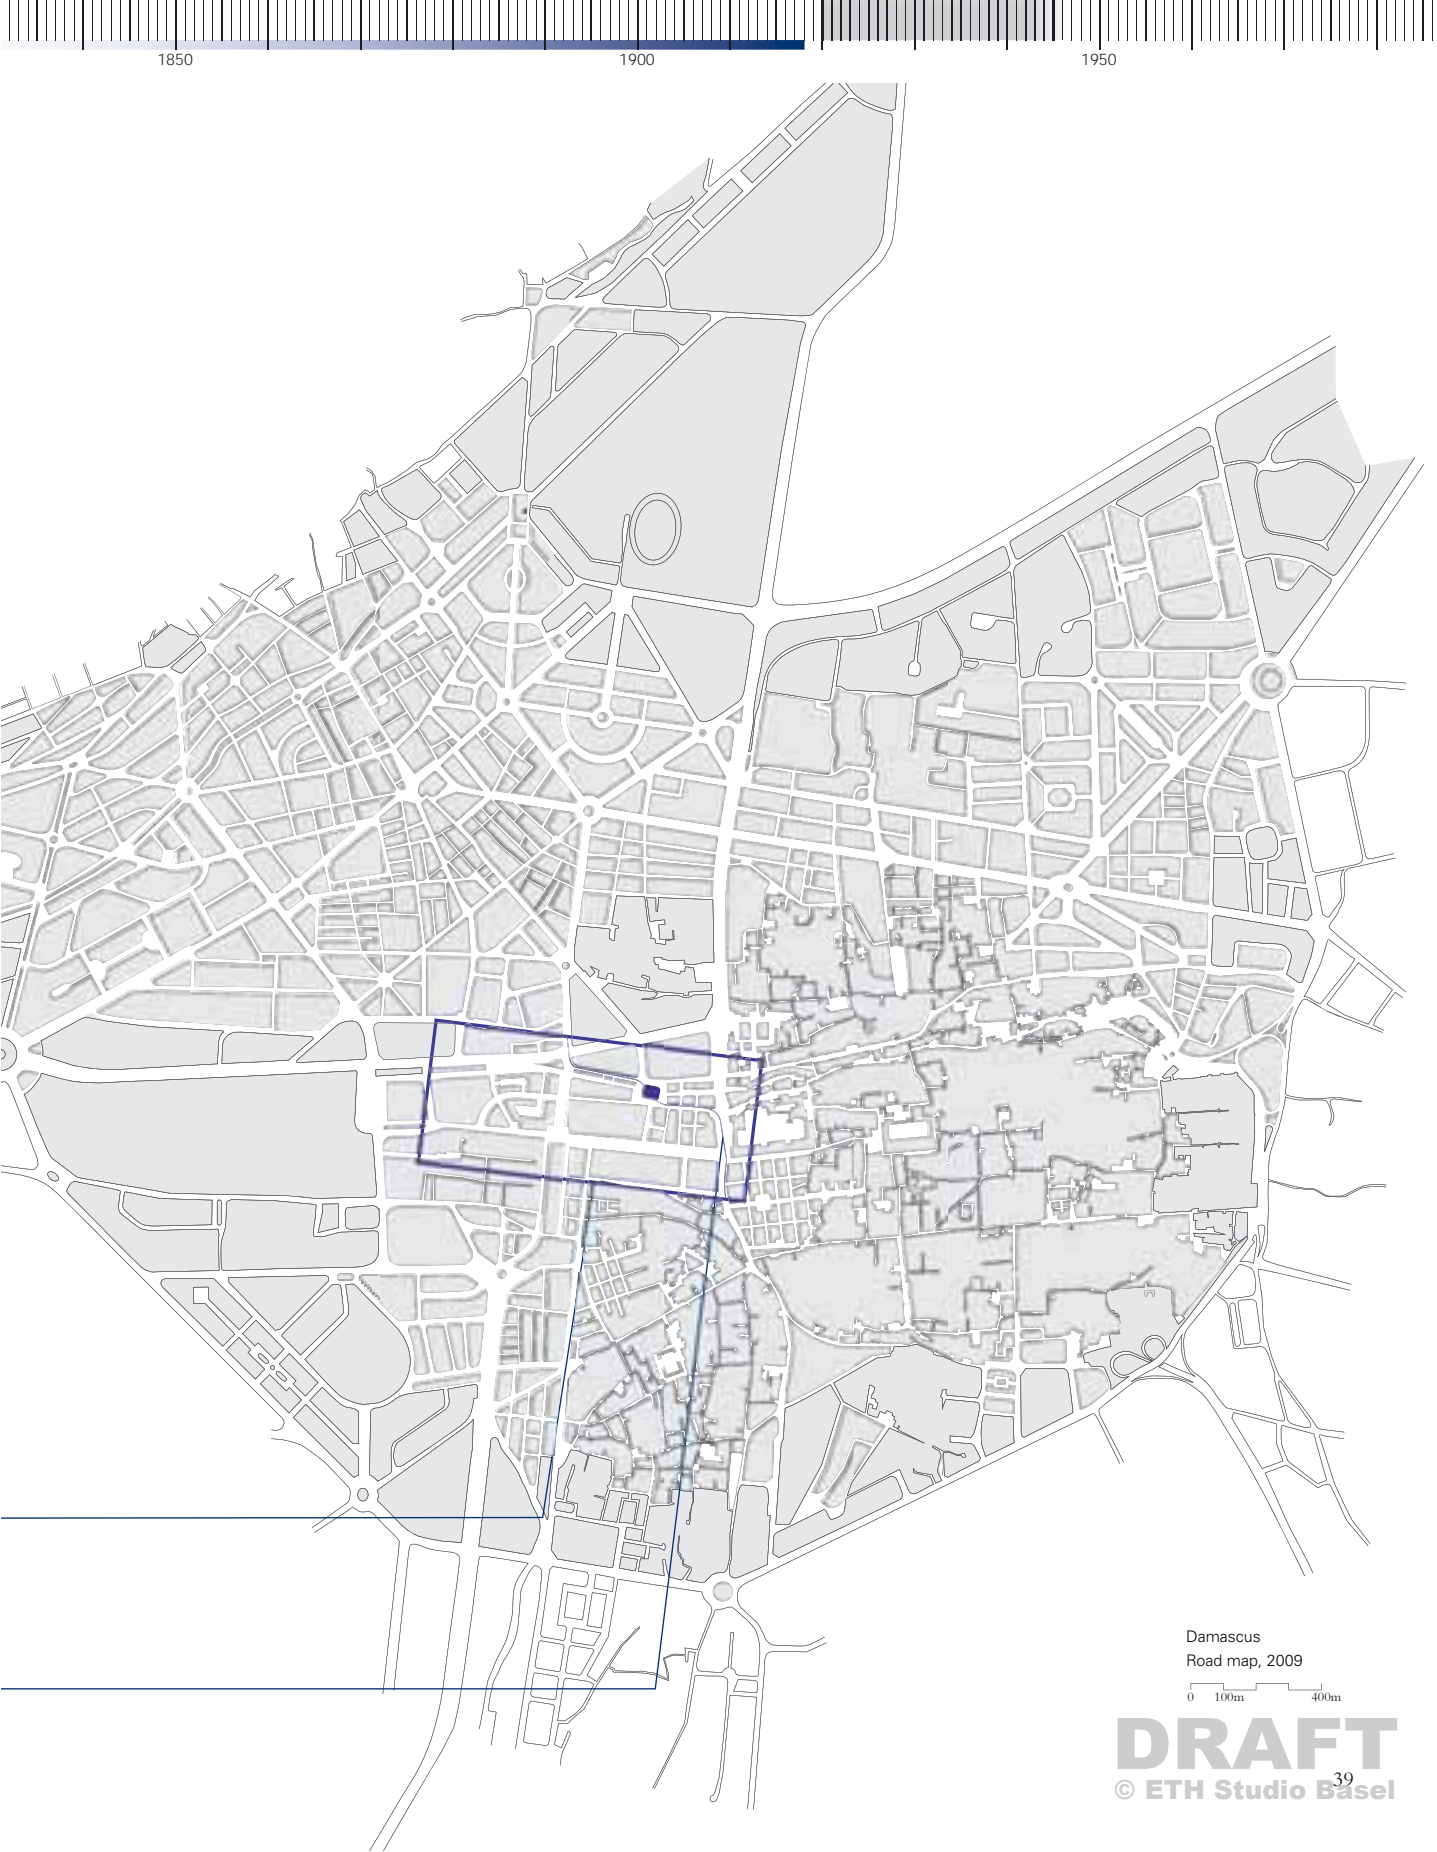 1850 1900 1950
Damascus
Road map, 2009
0 100m 400m
DRAFT
39
© ETH Studio Basel